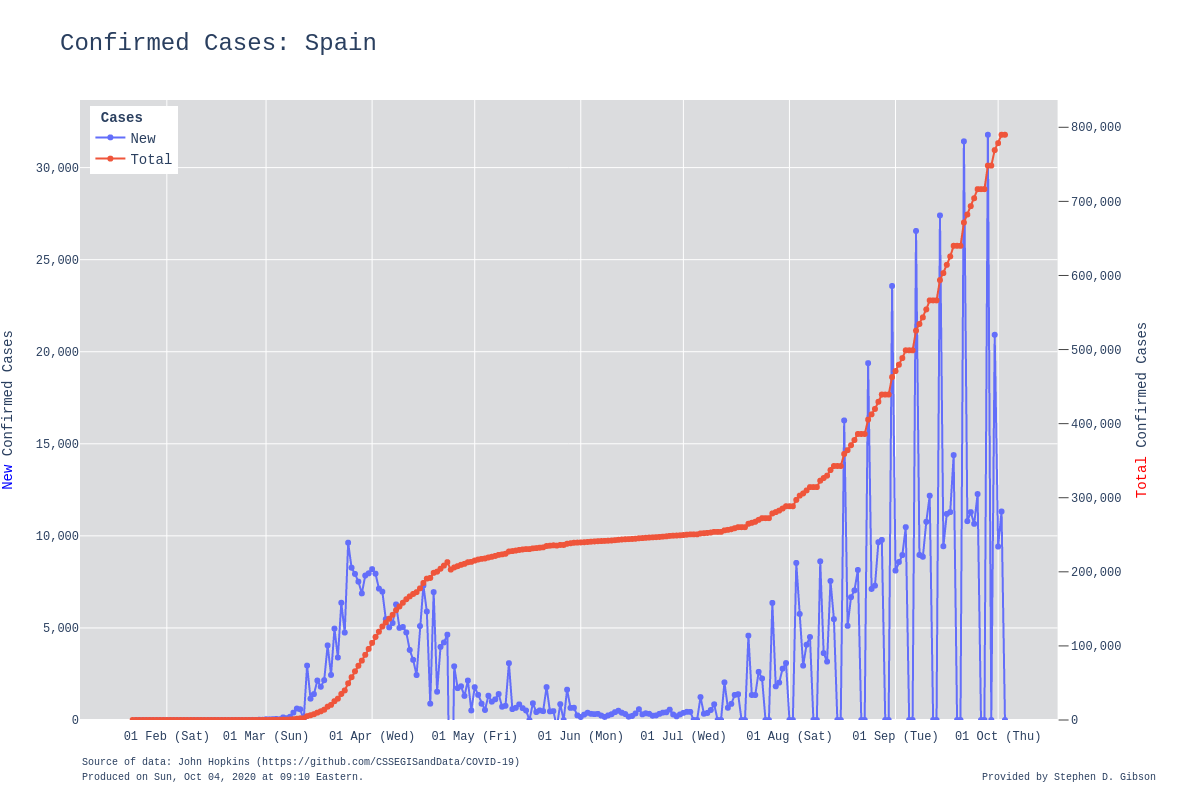 Confirmed Cases: Spain
Cases
New
Total
30,000
25,000
20,000
15,000
10,000
5,000
0
New Confirmed Cases
800,000
700,000
600,000
500,000
400,000
300,000
200,000
100,000
0
Total Confirmed Cases
01 Feb (Sat) 01 Mar (Sun) 01 Apr (Wed) 01 May (Fri) 01 Jun (Mon) 01 Jul (Wed) 01 Aug (Sat) 01 Sep (Tue) 01 Oct (Thu)
Source of data: John Hopkins (https://github.com/CSSEGISandData/COVID-19)
Produced on Sun, Oct 04, 2020 at 09:10 Eastern.
Provided by Stephen D. Gibson